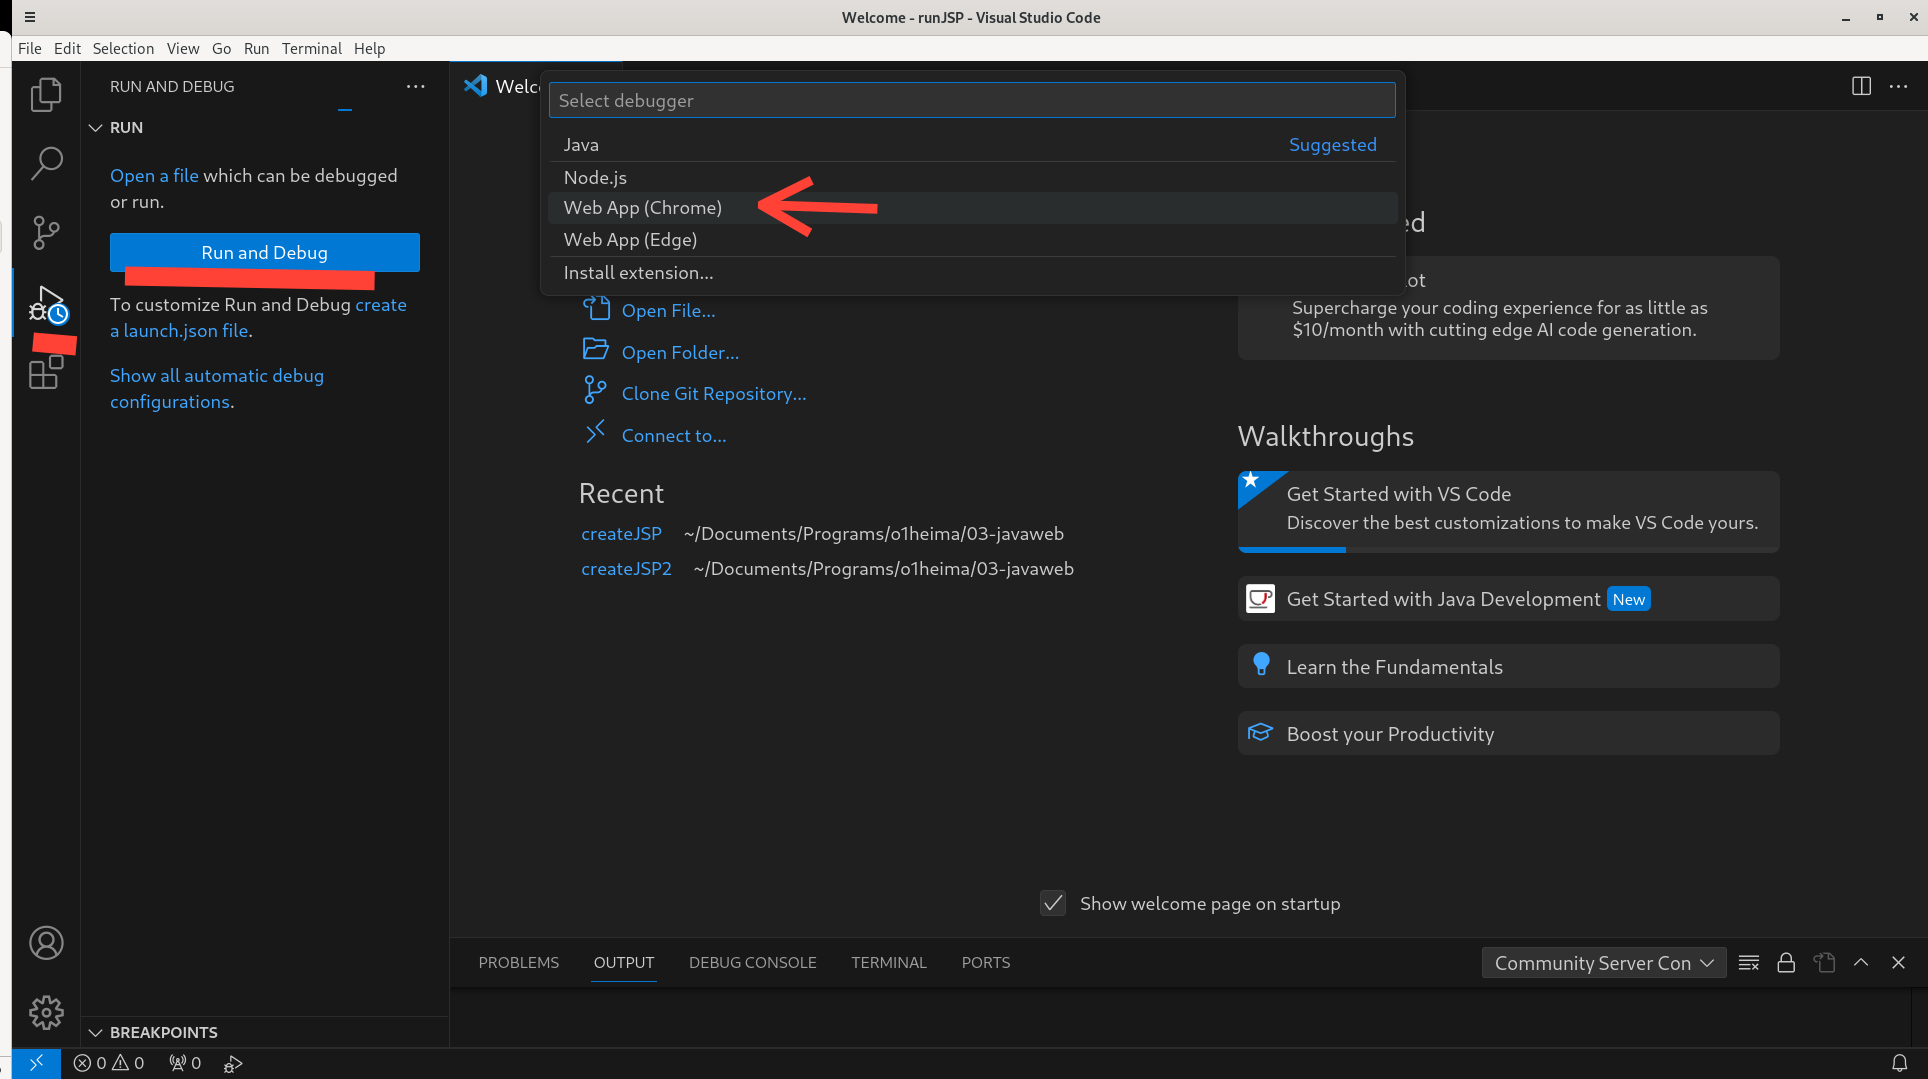 Welcome - runJSP - Visual Studio Code
File Edit Selection View Go Run Terminal Help
RUN AND DEBUG
RUN
Open a file which can be debugged
or run.
Run and Debug
To customize Run and Debug create
a launch.json file.
Show all automatic debug
configurations.
BREAKPOINTS
Welc
Select debugger
Java Suggested
Node.js
Web App (Chrome)
Web App (Edge)
Install extension...
Open File...
Open Folder...
Clone Git Repository...
Connect to...
Recent
createJSP ~/Documents/Programs/o1heima/03-javaweb
createJSP2 ~/Documents/Programs/o1heima/03-javaweb
ed
ot
Supercharge your coding experience for as little as
$10/month with cutting edge AI code generation.
Walkthroughs
Get Started with VS Code
Discover the best customizations to make VS Code yours.
Get Started with Java Development New
Learn the Fundamentals
Boost your Productivity
Show welcome page on startup
PROBLEMS OUTPUT DEBUG CONSOLE TERMINAL PORTS Community Server Con
0 0 0